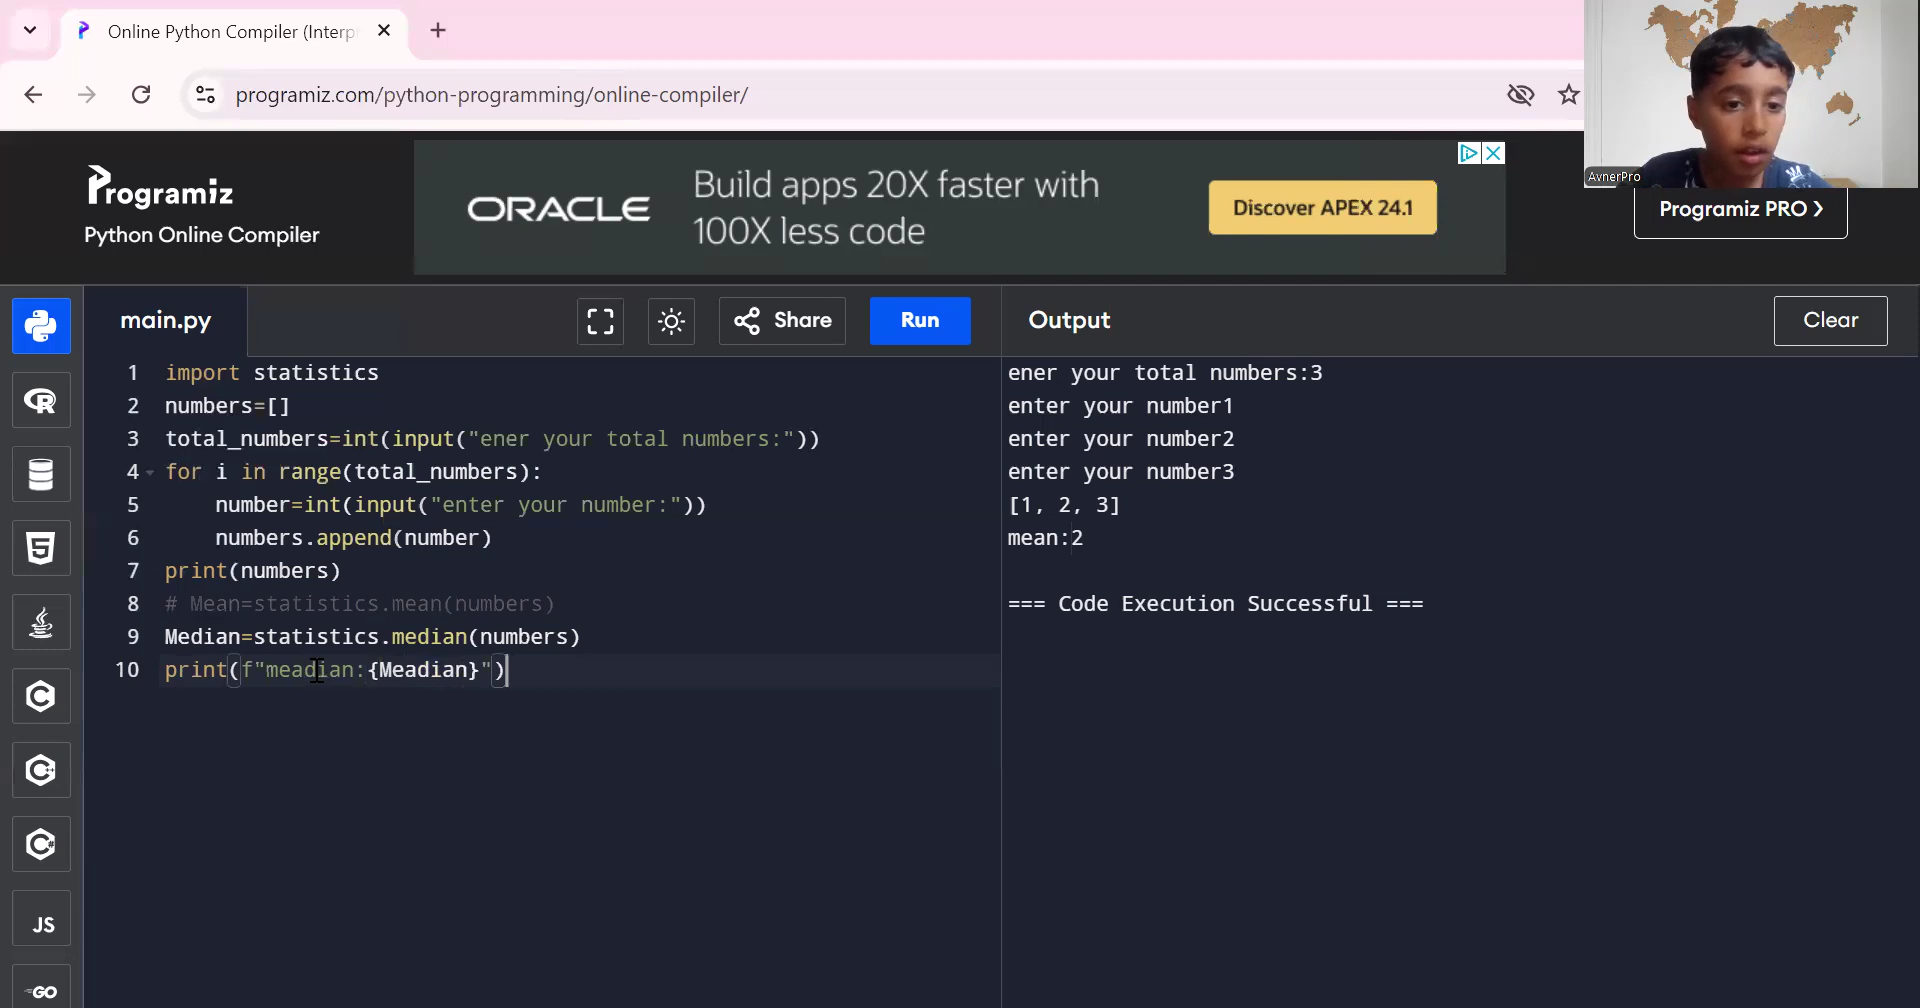 Online Python Compiler (Interp
programiz.com/python-programming/online-compiler/
AvnerPro
Programiz
Python Online Compiler
ORACLE
Build apps 20X faster with
100X less code
Discover APEX 24.1
Programiz PRO
main.py
Share
Run
Output
Clear
1 import statistics
2 numbers=[]
3 total_numbers=int(input("ener your total numbers:"))
4 for i in range(total_numbers):
5 number=int(input("enter your number:"))
6 numbers.append(number)
7 print(numbers)
8 # Mean=statistics.mean(numbers)
9 Median=statistics.median(numbers)
10 print(f"meadian:{Meadian}")
ener your total numbers:3
enter your number1
enter your number2
enter your number3
[1, 2, 3]
mean:2
=== Code Execution Successful ===
R
5
C
C++
C#
JS
GO